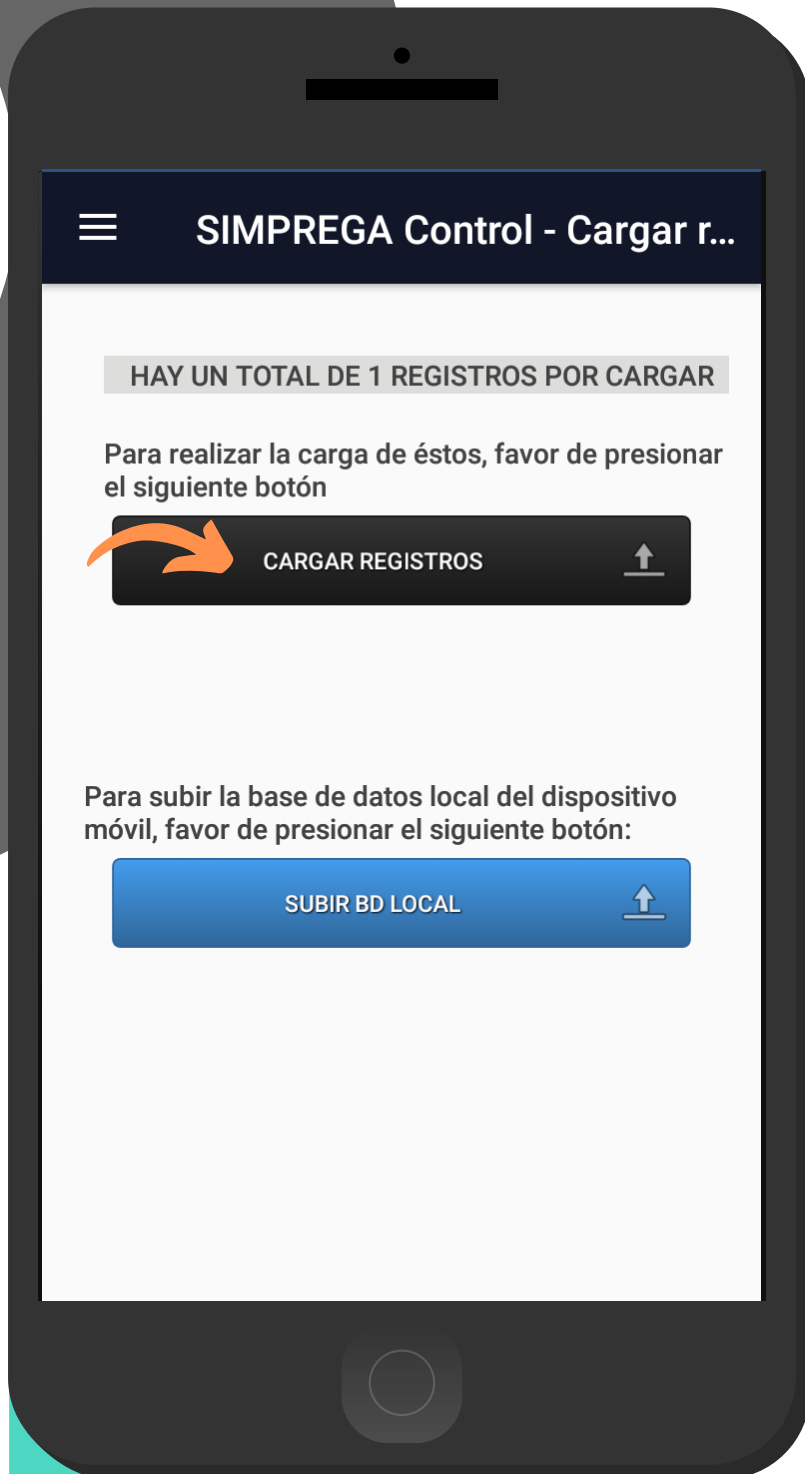 SIMPREGA Control - Cargar r...
HAY UN TOTAL DE 1 REGISTROS POR CARGAR
Para realizar la carga de éstos, favor de presionar
el siguiente botón
CARGAR REGISTROS
Para subir la base de datos local del dispositivo
móvil, favor de presionar el siguiente botón:
SUBIR BD LOCAL